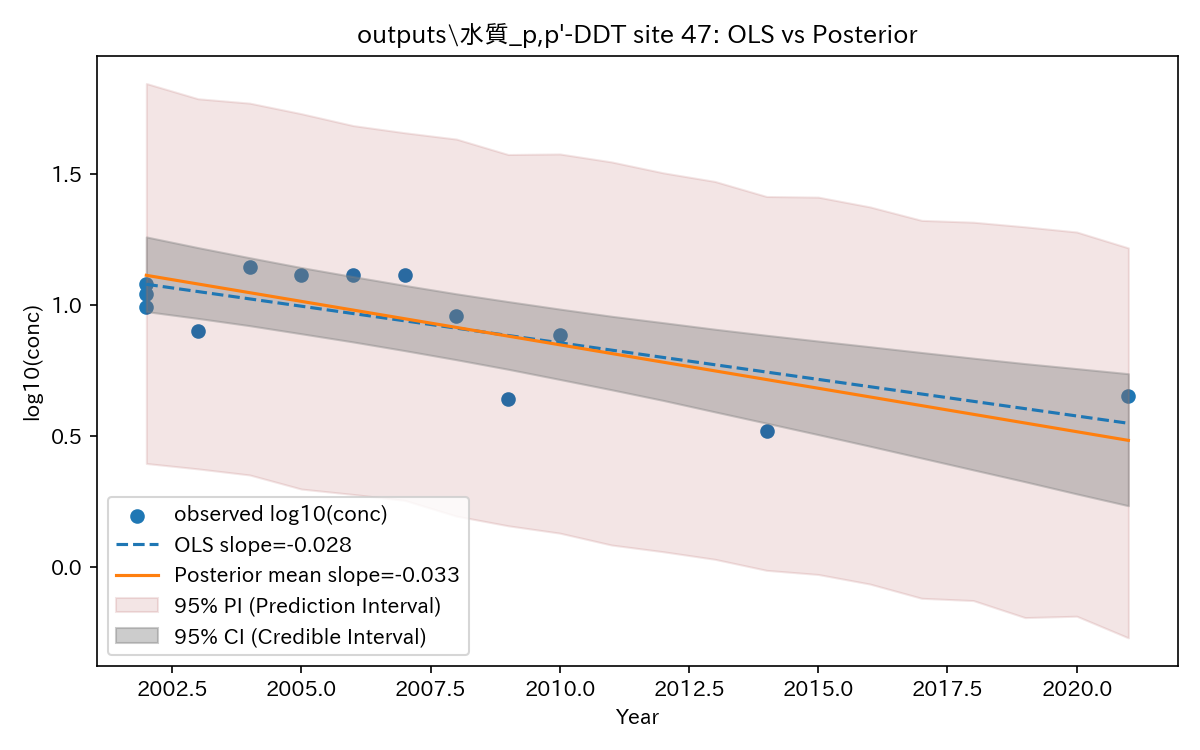 outputs\水質_p,p'-DDT site 47: OLS vs Posterior
log10(conc)
1.5
1.0
0.5
0.0
observed log10(conc)
OLS slope=-0.028
Posterior mean slope=-0.033
95% PI (Prediction Interval)
95% CI (Credible Interval)
2002.5 2005.0 2007.5 2010.0 2012.5 2015.0 2017.5 2020.0
Year